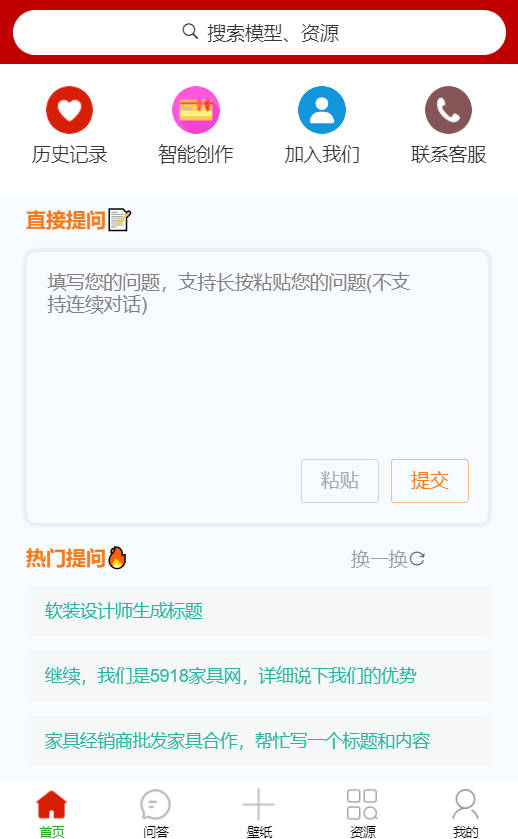 搜索模型、资源
历史记录 智能创作 加入我们 联系客服
直接提问
填写您的问题，支持长按粘贴您的问题(不支
持连续对话)
粘贴 提交
热门提问 换一换
软装设计师生成标题
继续，我们是5918家具网，详细说下我们的优势
家具经销商批发家具合作，帮忙写一个标题和内容
首页 问答 壁纸 资源 我的